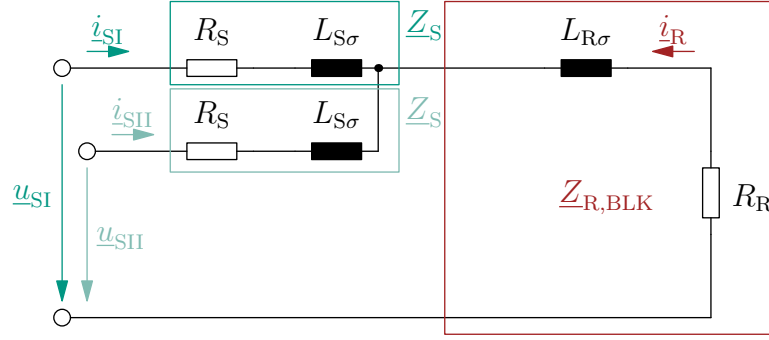 i_SI R_S L_Sσ Z_S L_Rσ i_R
i_SII R_S L_Sσ Z_S
u_SI Z_R,BLK R_R
u_SII